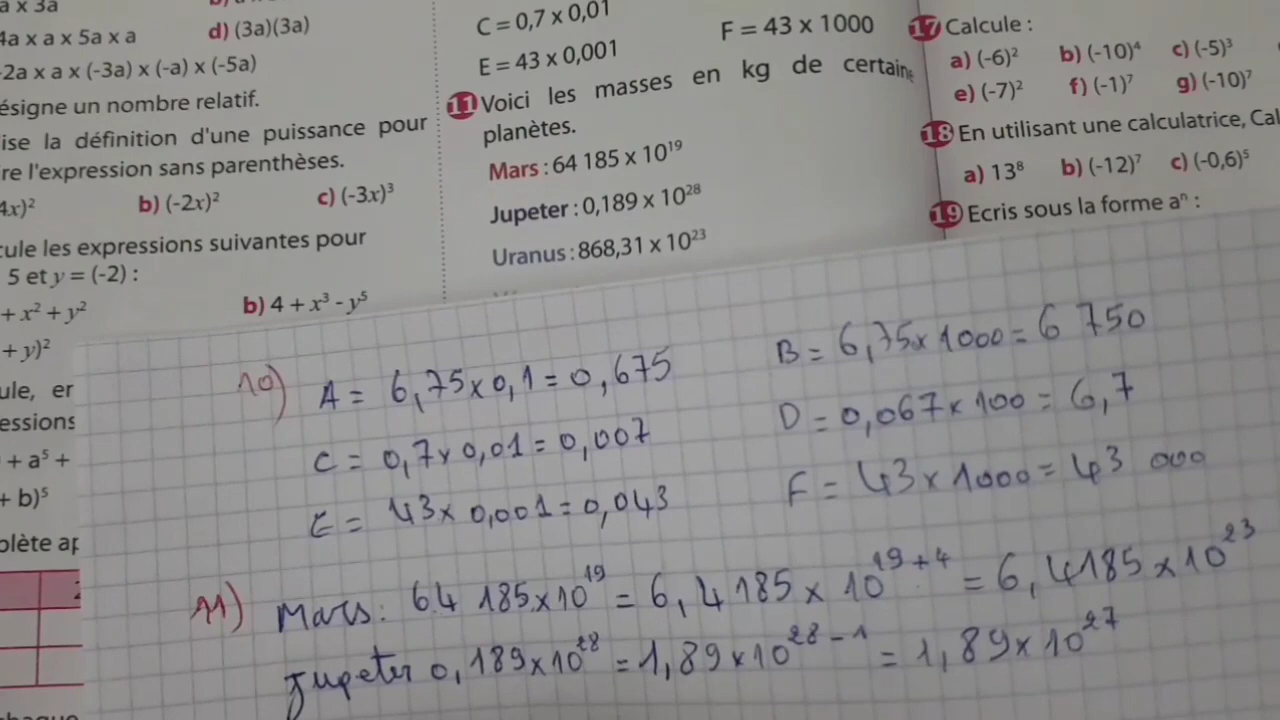 a x 3a
4a x a x 5a x a
d) (3a)(3a)
2a x a x (-3a) x (-a) x (-5a)
ésigne un nombre relatif.
ise la définition d'une puissance pour
re l'expression sans parenthèses.
4x)²
b) (-2x)²
c) (-3x)³
cule les expressions suivantes pour
5 et y = (-2) :
+ x² + y²
b) 4 + x³ - y⁵
+ y)²
ule, er
essions
+ a⁵ +
+ b)⁵
plète ap
C = 0,7 x 0,01
E = 43 x 0,001
F = 43 x 1000
11 Voici les masses en kg de certaine
planètes.
Mars : 64 185 x 10¹⁹
Jupeter : 0,189 x 10²⁸
Uranus : 868,31 x 10²³
17 Calcule :
a) (-6)² b) (-10)⁴ c) (-5)³
e) (-7)² f) (-1)⁷ g) (-10)⁷
18 En utilisant une calculatrice, Cal
a) 13⁸ b) (-12)⁷ c) (-0,6)⁵
19 Ecris sous la forme aⁿ :
10) A = 6,75 x 0,1 = 0,675
B = 6,75 x 1000 = 6 750
C = 0,7 x 0,01 = 0,007
D = 0,067 x 100 = 6,7
E = 43 x 0,001 = 0,043
F = 43 x 1000 = 43 000
11) Mars: 64 185 x 10¹⁹ = 6,4185 x 10¹⁹⁺⁴ = 6,4185 x 10²³
Jupeter 0,189 x 10²⁸ = 1,89 x 10²⁸⁻¹ = 1,89 x 10²⁷